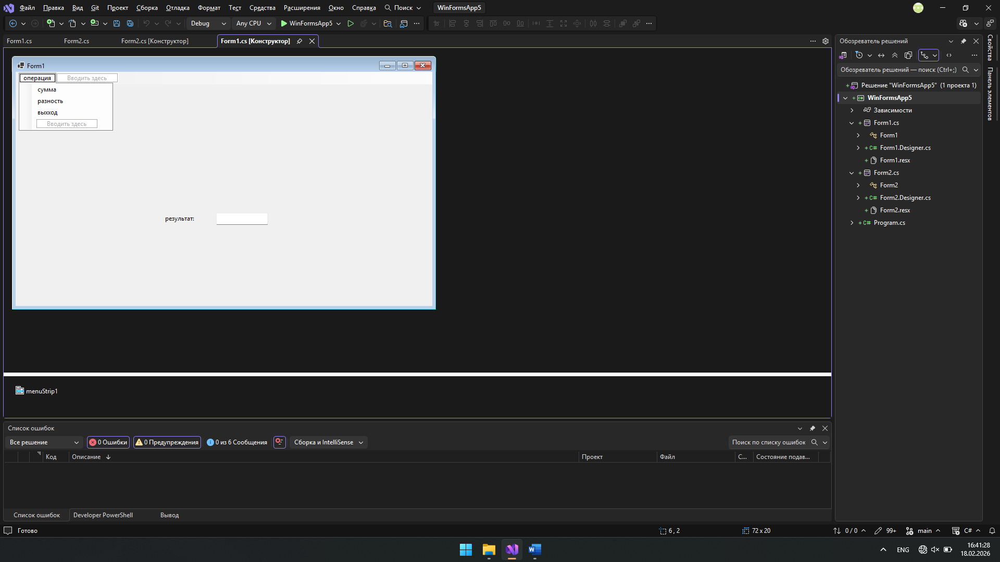 Файл Правка Вид Git Проект Сборка Отладка Формат Тест Средства Расширения Окно Справка Поиск WinFormsApp5
Debug Any CPU WinFormsApp5
Form1.cs Form2.cs Form2.cs [Конструктор] Form1.cs [Конструктор]
Form1
операция Вводить здесь
сумма
разность
выхход
Вводить здесь
результат:
menuStrip1
Список ошибок
Все решение 0 Ошибки 0 Предупреждения 0 из 6 Сообщения Сборка и IntelliSense Поиск по списку ошибок
Код Описание Проект Файл С... Состояние подав...
Список ошибок Developer PowerShell Вывод
Обозреватель решений
Обозреватель решений — поиск (Ctrl+;)
Решение "WinFormsApp5" (1 проекта 1)
WinFormsApp5
Зависимости
Form1.cs
Form1
C# Form1.Designer.cs
Form1.resx
Form2.cs
Form2
C# Form2.Designer.cs
Form2.resx
C# Program.cs
Свойства
Панель элементов
Готово 6 , 2 72 x 20 0 / 0 99+ main C#
ENG 16:41:28
18.02.2026